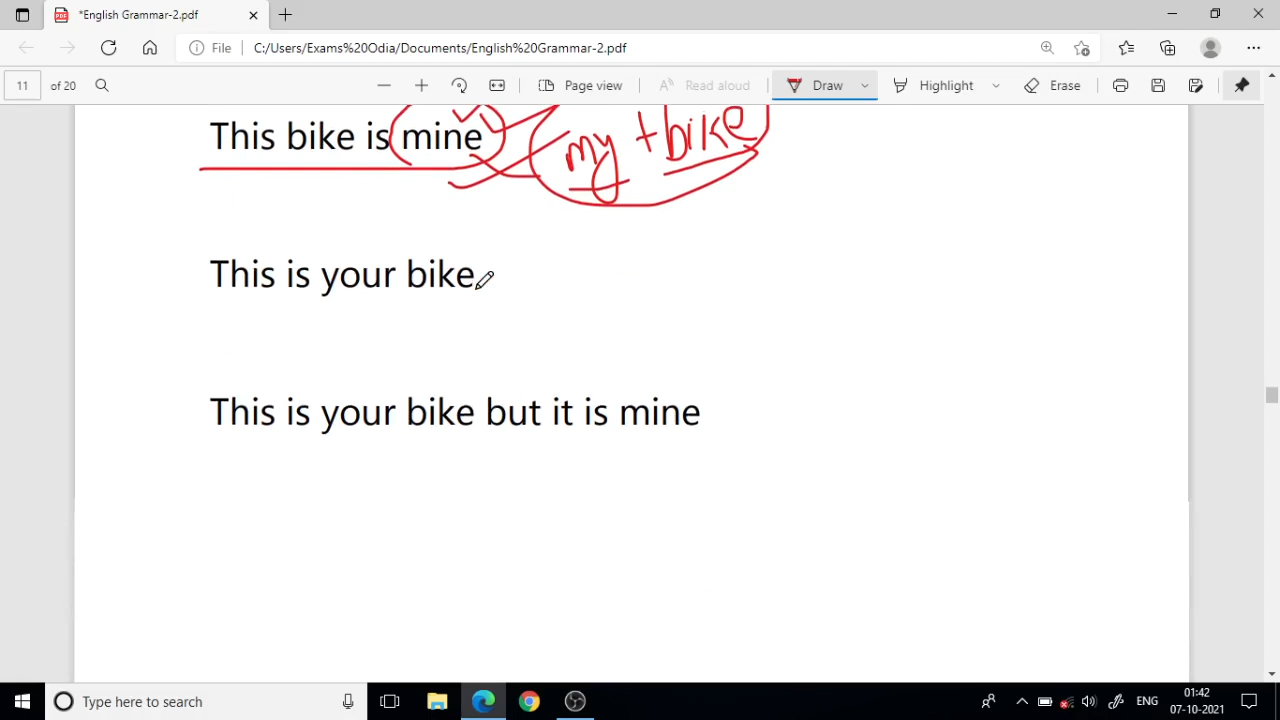 *English Grammar-2.pdf
File C:/Users/Exams%20Odia/Documents/English%20Grammar-2.pdf
11 of 20 Page view Read aloud Draw Highlight Erase
This bike is mine my + bike
This is your bike
This is your bike but it is mine
Type here to search ENG 01:42
07-10-2021